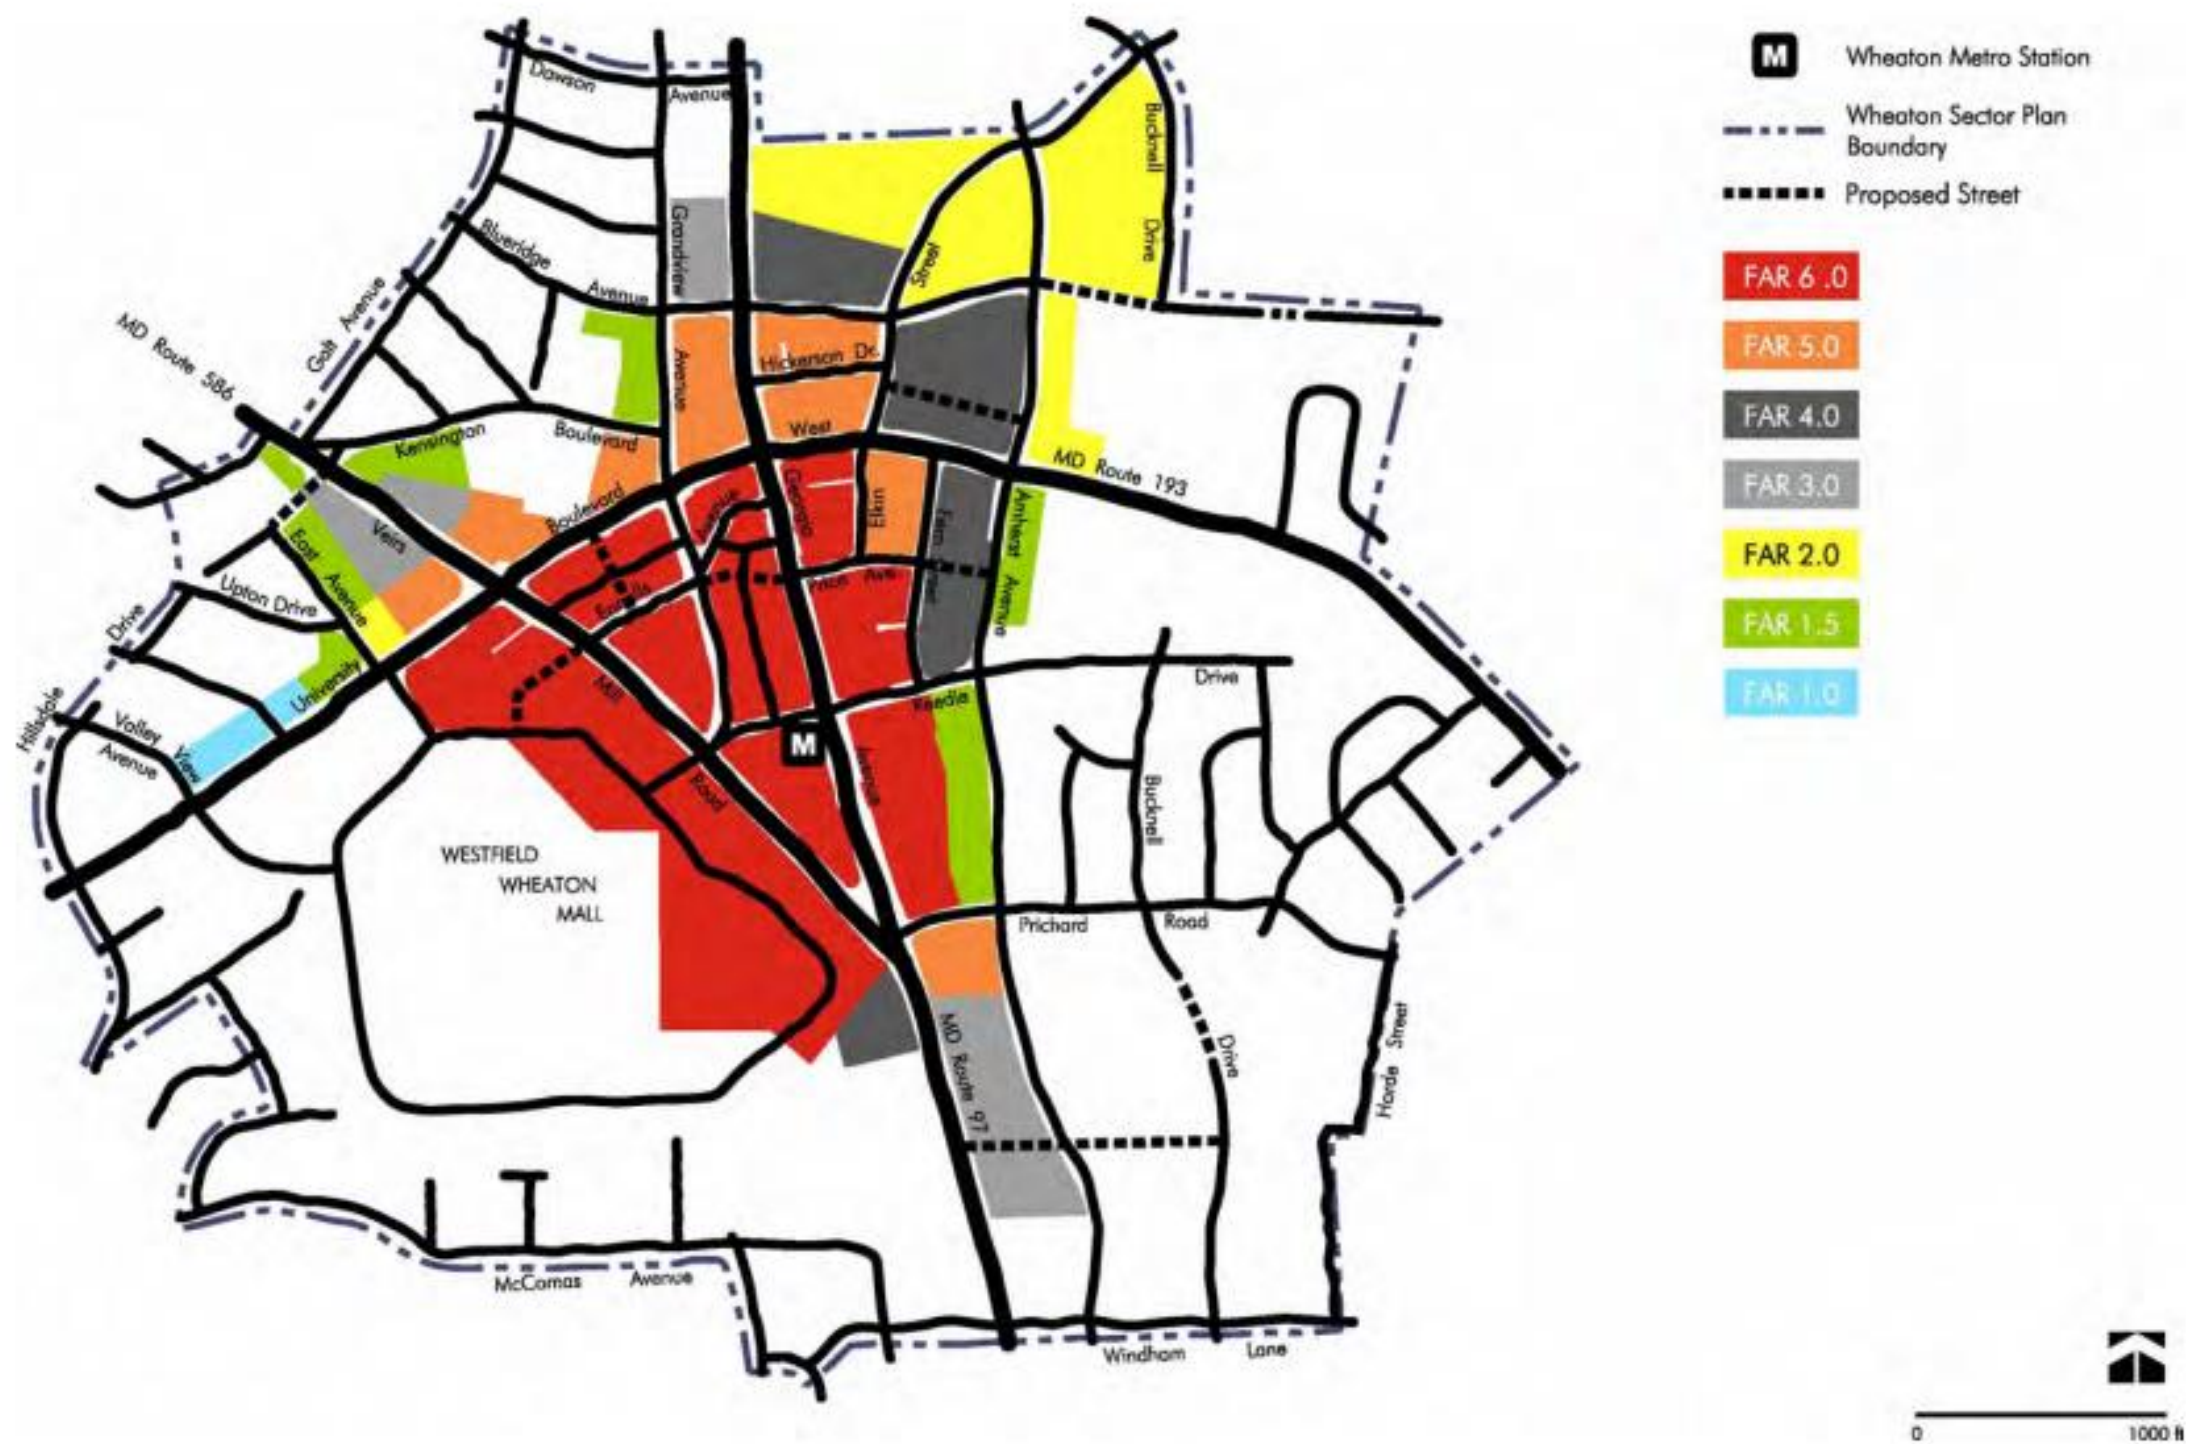 Dawson
Avenue
M
Wheaton Metro Station
Wheaton Sector Plan
Boundary
Proposed Street
FAR 6.0
FAR 5.0
FAR 4.0
FAR 3.0
FAR 2.0
FAR 1.5
FAR 1.0
Bucknell
Drive
Grandview
Avenue
Blueridge
Avenue
Street
Galt Avenue
MD Route 586
Hickerson Dr.
West
Kensington
Boulevard
MD Route 193
Boulevard
Avenue
Georgia
Elkin
Veirs
East Avenue
Amherst Avenue
Price Ave.
Ennalls
Upton Drive
Drive
University
Mill
Reedie
Drive
Hillsdale
Valley
View
Avenue
M
Road
Avenue
Bucknell
WESTFIELD
WHEATON
MALL
Prichard
Road
MD Route 97
Drive
Horde Street
McComas
Avenue
Windham
Lane
0
1000 ft